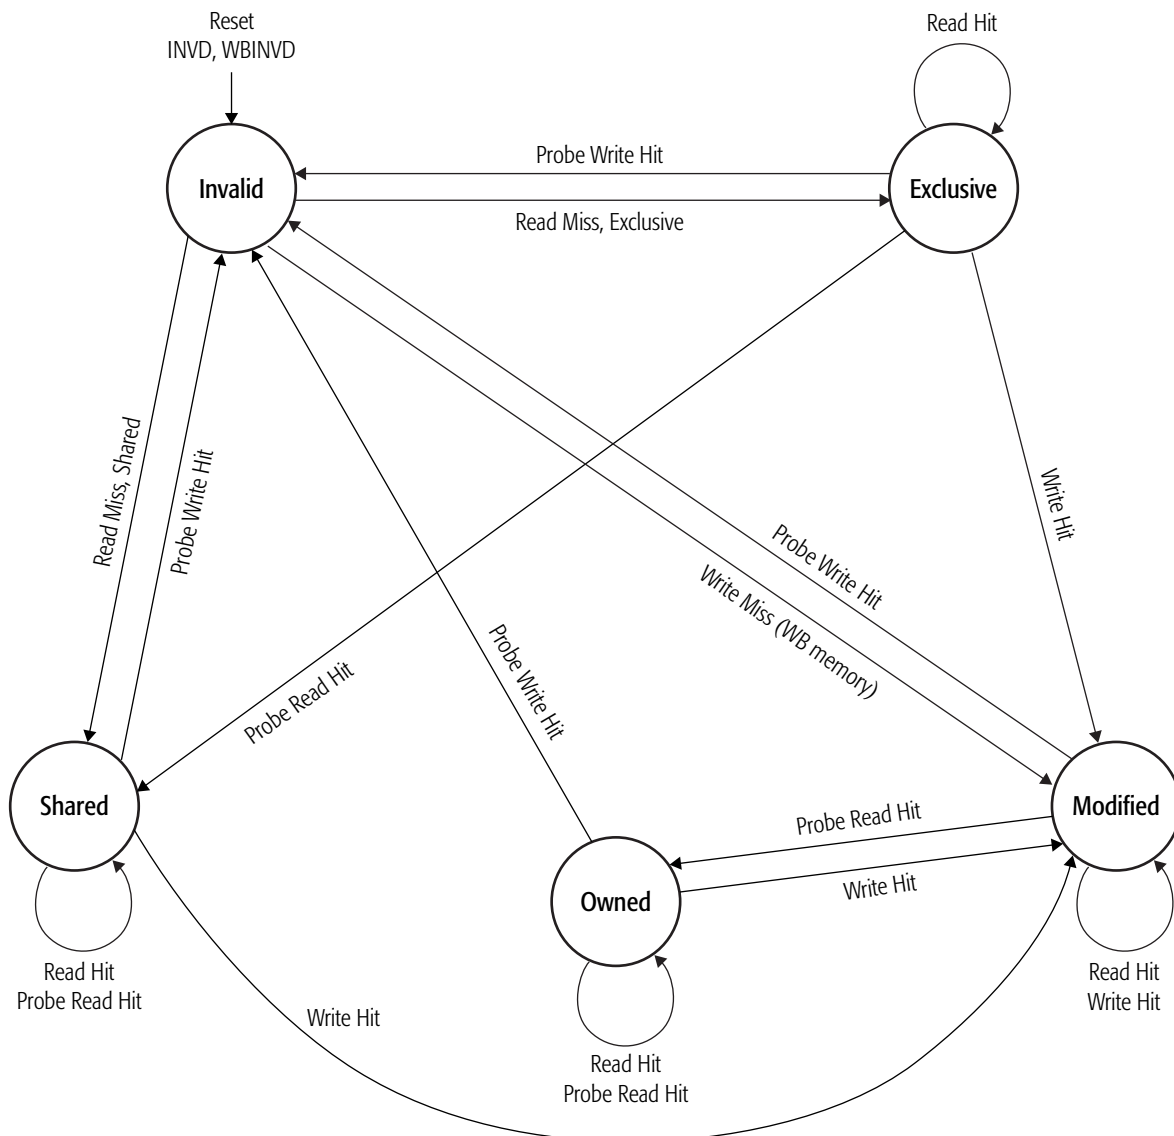 Reset
INVD, WBINVD
Read Hit
Invalid
Probe Write Hit
Exclusive
Read Miss, Exclusive
Read Miss, Shared
Probe Write Hit
Write Hit
Probe Write Hit
Write Miss (WB memory)
Probe Write Hit
Probe Read Hit
Shared
Modified
Probe Read Hit
Owned
Write Hit
Read Hit
Probe Read Hit
Read Hit
Write Hit
Write Hit
Read Hit
Probe Read Hit